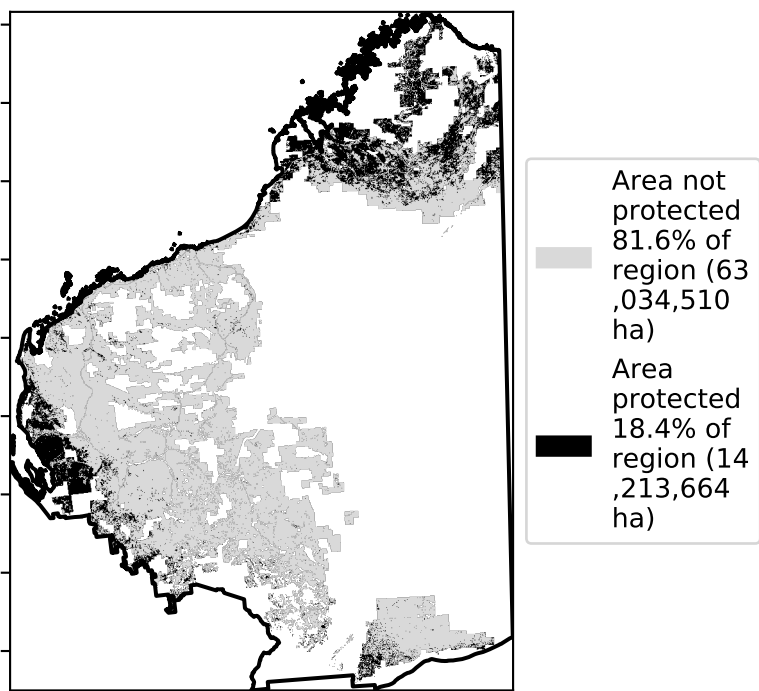 Area not
protected
81.6% of
region (63
,034,510
ha)
Area
protected
18.4% of
region (14
,213,664
ha)